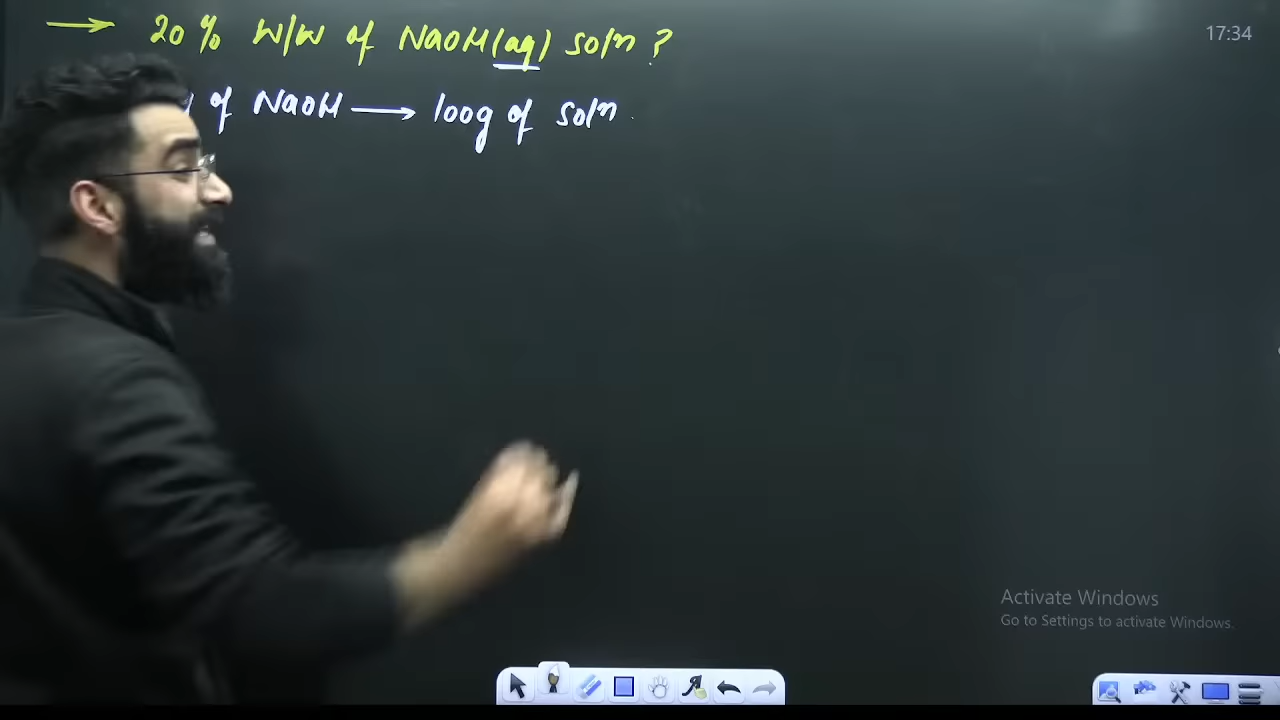 17:34
→ 20 % W/W of NaOH(aq) soln ?
of NaOH → 100g of soln.
Activate Windows
Go to Settings to activate Windows.